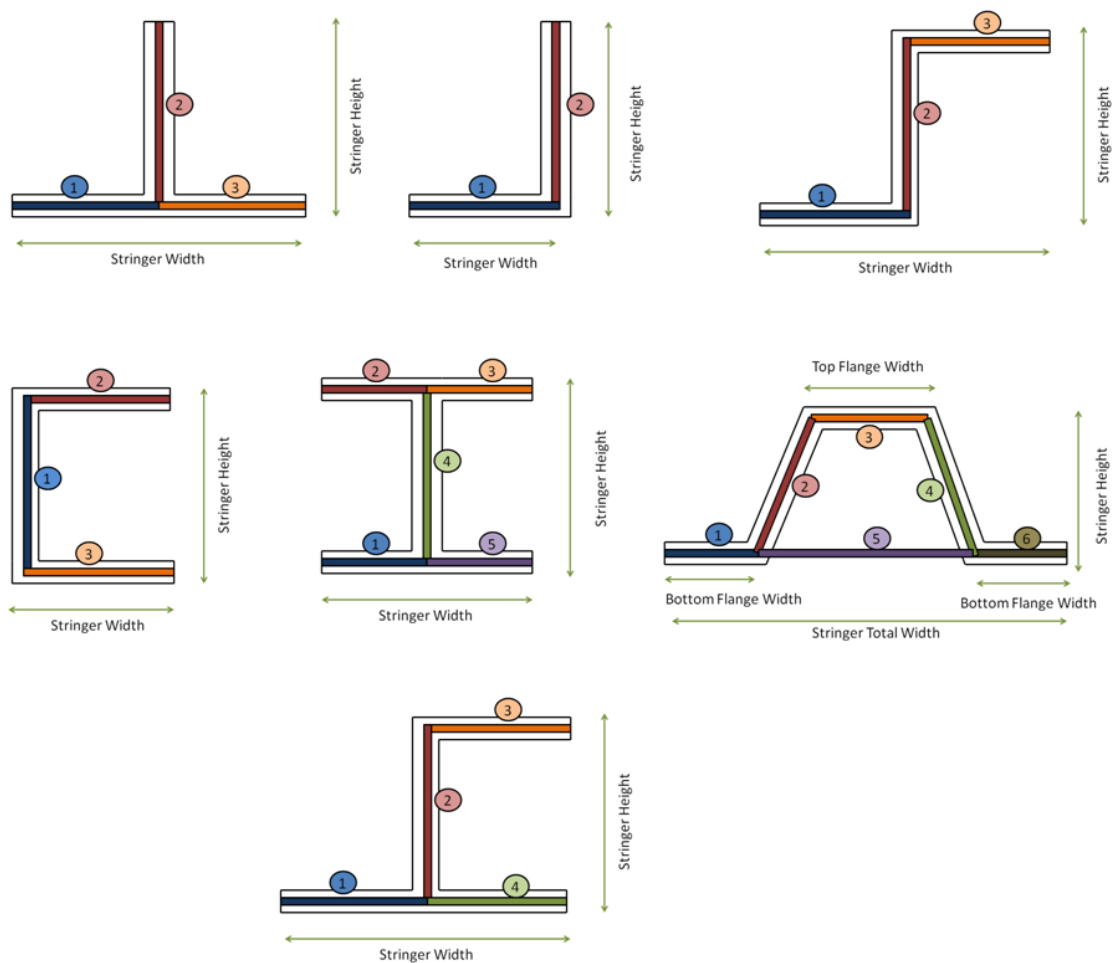 2
Stringer Height
1
3
Stringer Width
2
Stringer Height
1
Stringer Width
3
2
Stringer Height
1
Stringer Width
2
1
Stringer Height
3
Stringer Width
2
3
4
Stringer Height
1
5
Stringer Width
Top Flange Width
3
2
4
Stringer Height
1
5
6
Bottom Flange Width
Bottom Flange Width
Stringer Total Width
3
2
Stringer Height
1
4
Stringer Width